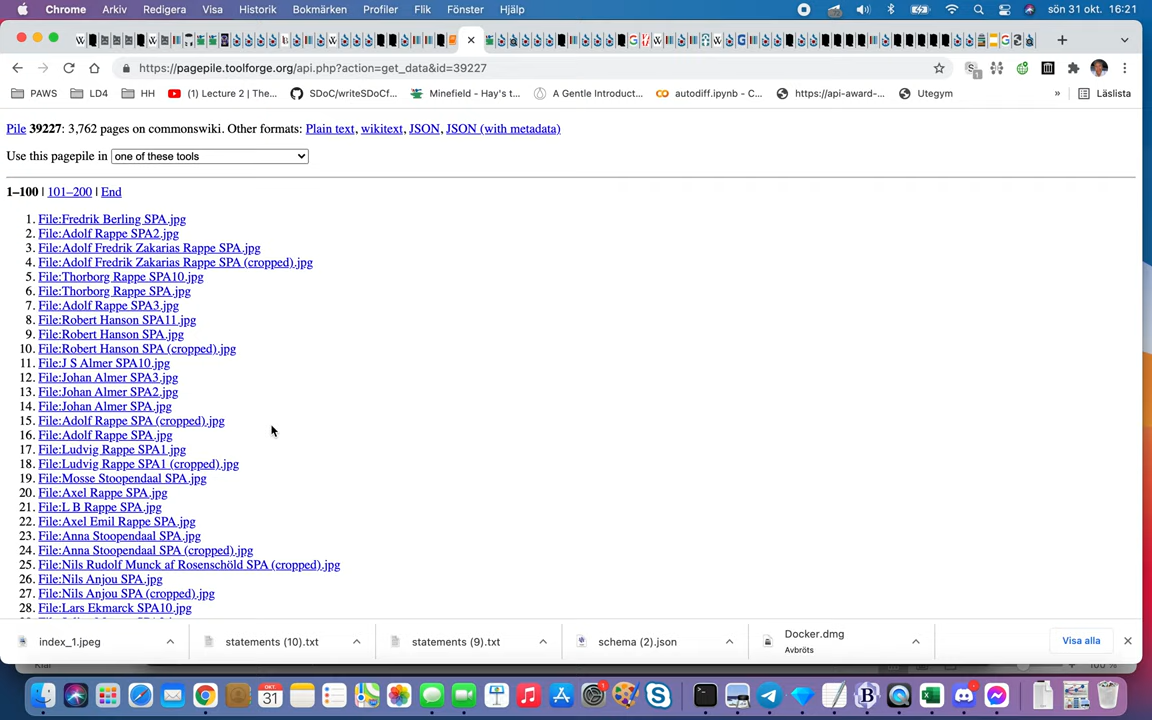 Chrome Arkiv Redigera Visa Historik Bokmärken Profiler Flik Fönster Hjälp sön 31 okt. 16:21
https://pagepile.toolforge.org/api.php?action=get_data&id=39227
PAWS LD4 HH (1) Lecture 2 | The... SDoC/writeSDoCf... Minefield - Hay's t... A Gentle Introduct... autodiff.ipynb - C... https://api-award-... Utegym » Läslista
Pile 39227: 3,762 pages on commonswiki. Other formats: Plain text, wikitext, JSON, JSON (with metadata)
Use this pagepile in one of these tools
1–100 | 101–200 | End
1. File:Fredrik Berling SPA.jpg
2. File:Adolf Rappe SPA2.jpg
3. File:Adolf Fredrik Zakarias Rappe SPA.jpg
4. File:Adolf Fredrik Zakarias Rappe SPA (cropped).jpg
5. File:Thorborg Rappe SPA10.jpg
6. File:Thorborg Rappe SPA.jpg
7. File:Adolf Rappe SPA3.jpg
8. File:Robert Hanson SPA11.jpg
9. File:Robert Hanson SPA.jpg
10. File:Robert Hanson SPA (cropped).jpg
11. File:J S Almer SPA10.jpg
12. File:Johan Almer SPA3.jpg
13. File:Johan Almer SPA2.jpg
14. File:Johan Almer SPA.jpg
15. File:Adolf Rappe SPA (cropped).jpg
16. File:Adolf Rappe SPA.jpg
17. File:Ludvig Rappe SPA1.jpg
18. File:Ludvig Rappe SPA1 (cropped).jpg
19. File:Mosse Stoopendaal SPA.jpg
20. File:Axel Rappe SPA.jpg
21. File:L B Rappe SPA.jpg
22. File:Axel Emil Rappe SPA.jpg
23. File:Anna Stoopendaal SPA.jpg
24. File:Anna Stoopendaal SPA (cropped).jpg
25. File:Nils Rudolf Munck af Rosenschöld SPA (cropped).jpg
26. File:Nils Anjou SPA.jpg
27. File:Nils Anjou SPA (cropped).jpg
28. File:Lars Ekmarck SPA10.jpg
index_1.jpeg statements (10).txt statements (9).txt schema (2).json Docker.dmg Visa alla
Avbröts
100 %